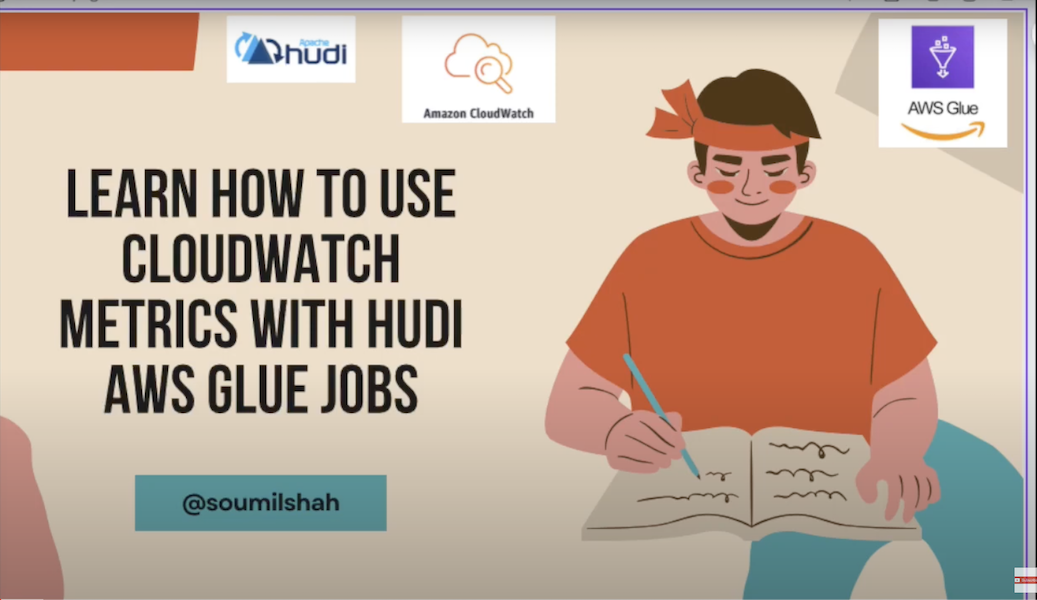 Apache
hudi
Amazon CloudWatch
AWS Glue
LEARN HOW TO USE
CLOUDWATCH
METRICS WITH HUDI
AWS GLUE JOBS
@soumilshah